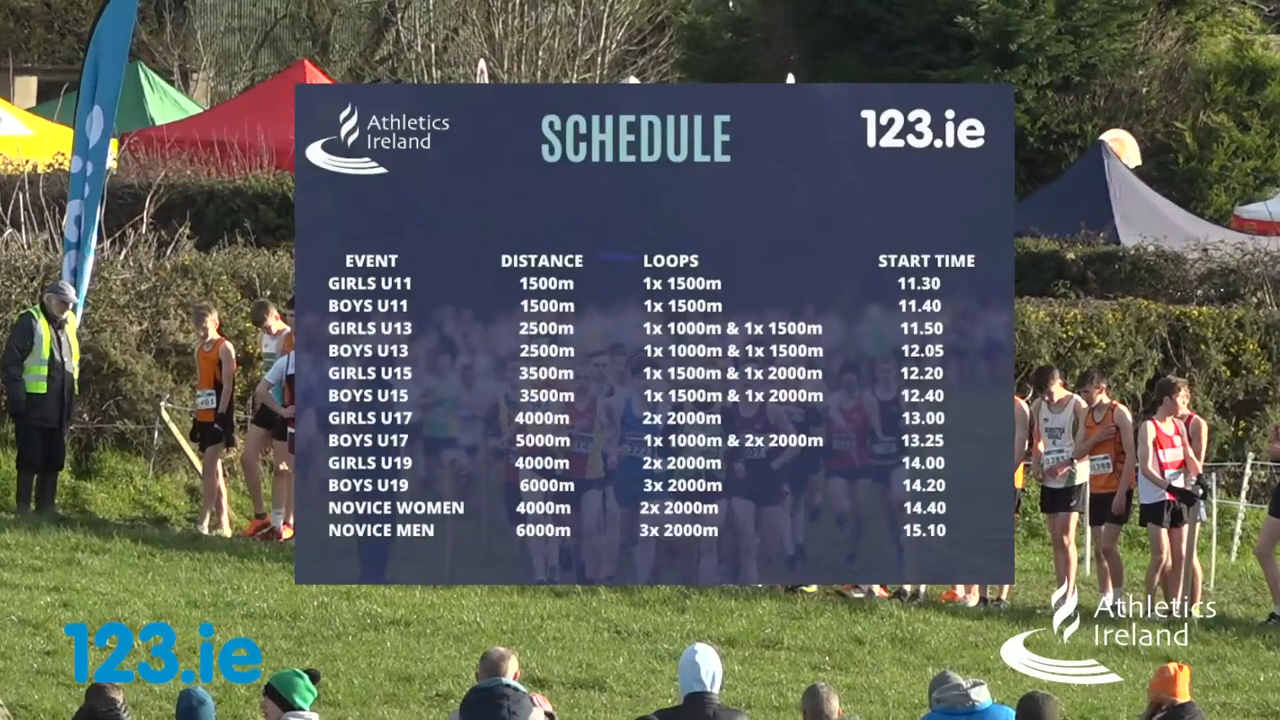 Athletics
Ireland
SCHEDULE
123.ie
EVENT DISTANCE LOOPS START TIME
GIRLS U11 1500m 1x 1500m 11.30
BOYS U11 1500m 1x 1500m 11.40
GIRLS U13 2500m 1x 1000m & 1x 1500m 11.50
BOYS U13 2500m 1x 1000m & 1x 1500m 12.05
GIRLS U15 3500m 1x 1500m & 1x 2000m 12.20
BOYS U15 3500m 1x 1500m & 1x 2000m 12.40
GIRLS U17 4000m 2x 2000m 13.00
BOYS U17 5000m 1x 1000m & 2x 2000m 13.25
GIRLS U19 4000m 2x 2000m 14.00
BOYS U19 6000m 3x 2000m 14.20
NOVICE WOMEN 4000m 2x 2000m 14.40
NOVICE MEN 6000m 3x 2000m 15.10
123.ie
Athletics
Ireland